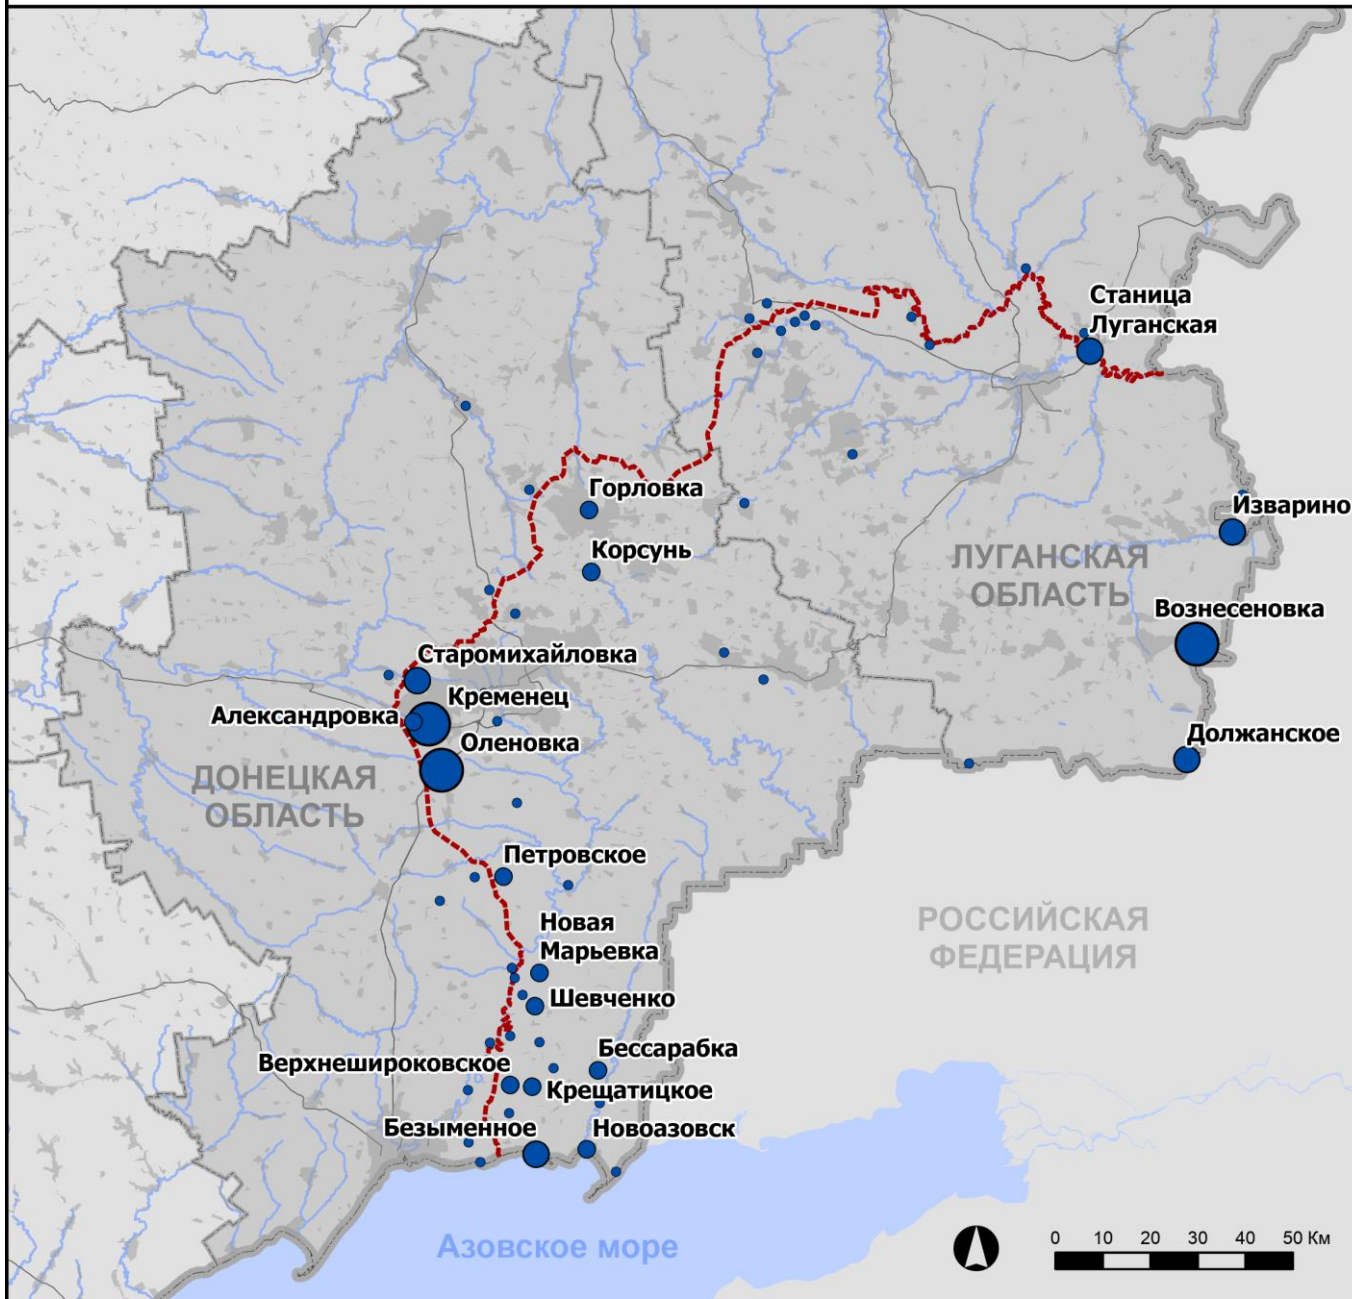 Станица
Луганская
Горловка
Изварино
Корсунь
ЛУГАНСКАЯ
ОБЛАСТЬ
Вознесеновка
Старомихайловка
Кременец
Александровка
Оленовка
Должанское
ДОНЕЦКАЯ
ОБЛАСТЬ
Петровское
РОССИЙСКАЯ
ФЕДЕРАЦИЯ
Новая
Марьевка
Шевченко
Бессарабка
Верхнешироковское
Крещатицкое
Безыменное
Новоазовск
Азовское море
0 10 20 30 40 50 Км